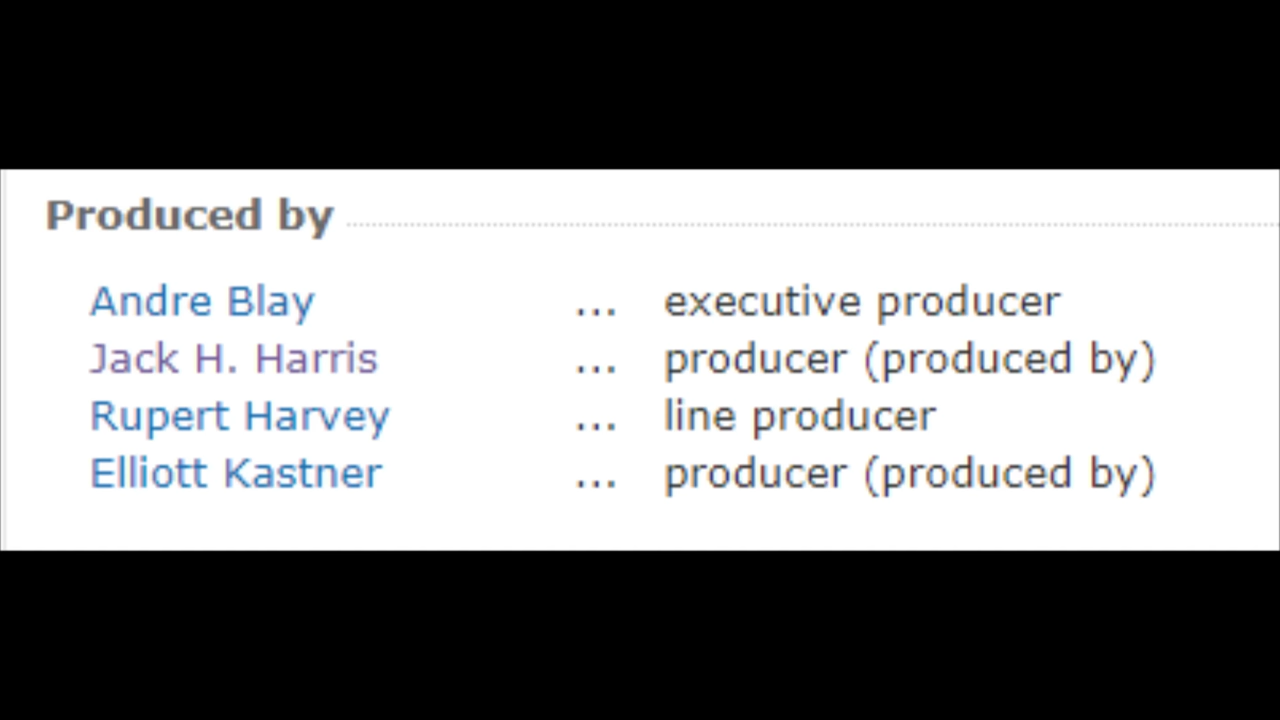 Produced by
Andre Blay ... executive producer
Jack H. Harris ... producer (produced by)
Rupert Harvey ... line producer
Elliott Kastner ... producer (produced by)